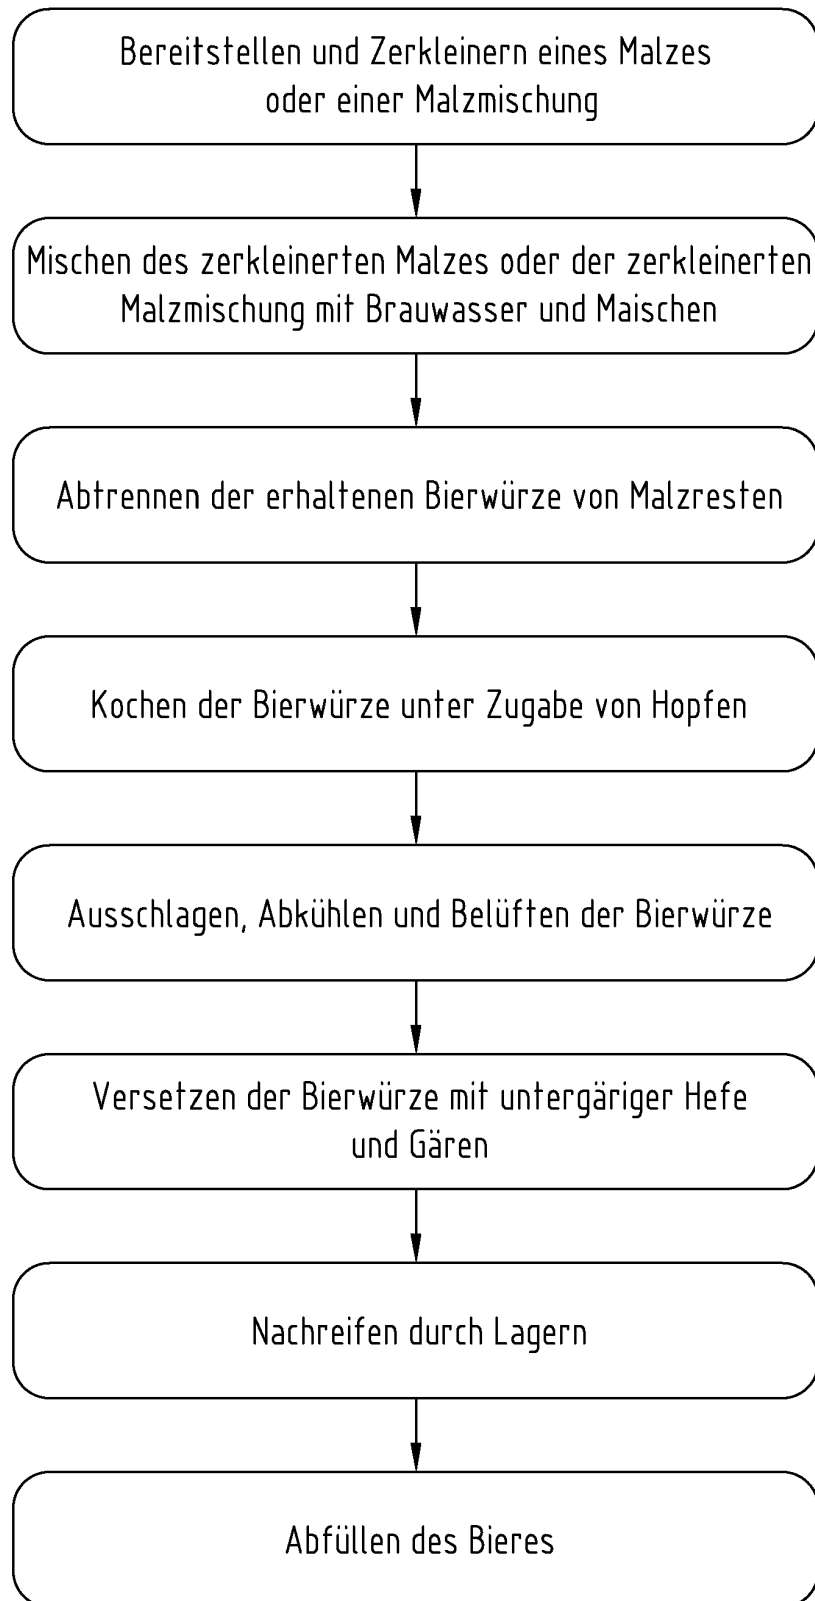 Bereitstellen und Zerkleinern eines Malzes
oder einer Malzmischung
Mischen des zerkleinerten Malzes oder der zerkleinerten
Malzmischung mit Brauwasser und Maischen
Abtrennen der erhaltenen Bierwürze von Malzresten
Kochen der Bierwürze unter Zugabe von Hopfen
Ausschlagen, Abkühlen und Belüften der Bierwürze
Versetzen der Bierwürze mit untergäriger Hefe
und Gären
Nachreifen durch Lagern
Abfüllen des Bieres